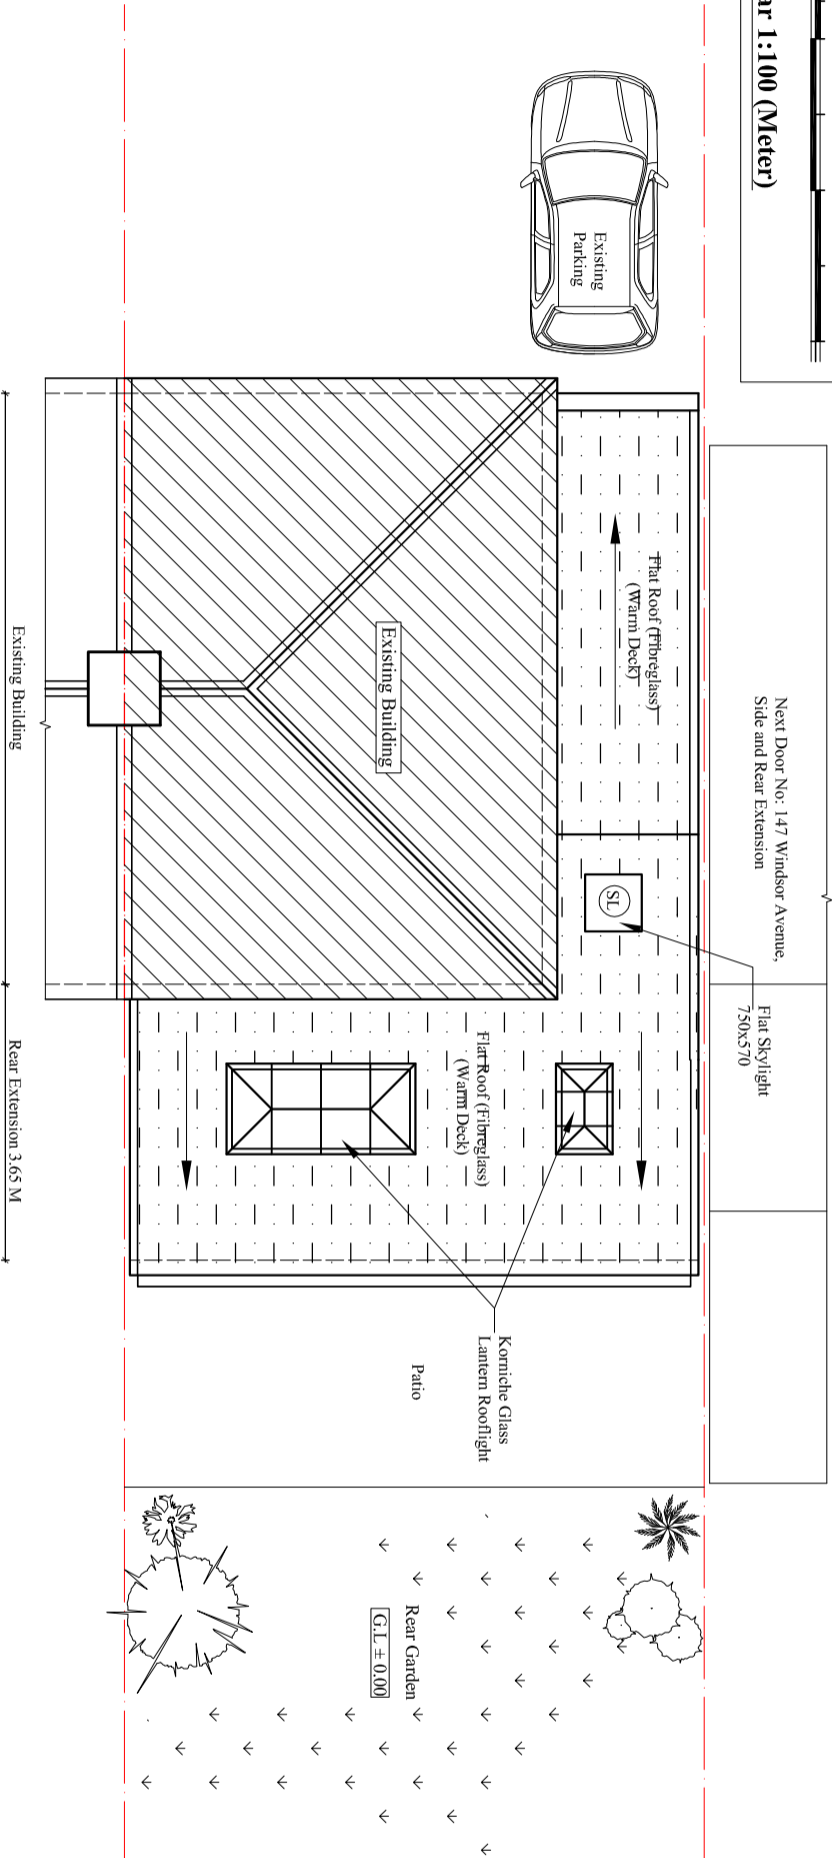 ar 1:100 (Meter)
Existing
Parking
Next Door No: 147 Windsor Avenue,
Side and Rear Extension
Flat Roof (Fibreglass)
(Warm Deck)
Existing Building
SL
Flat Skylight
750x570
Flat Roof (Fibreglass)
(Warm Deck)
Korniche Glass
Lantern Rooflight
Patio
Rear Garden
G.L ± 0.00
Existing Building
Rear Extension 3.65 M